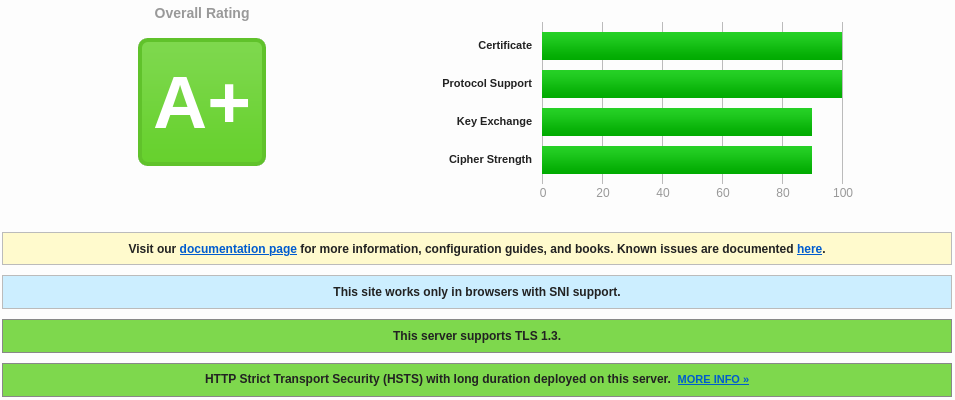 Overall Rating
A+
Certificate
Protocol Support
Key Exchange
Cipher Strength
0 20 40 60 80 100
Visit our documentation page for more information, configuration guides, and books. Known issues are documented here.
This site works only in browsers with SNI support.
This server supports TLS 1.3.
HTTP Strict Transport Security (HSTS) with long duration deployed on this server. MORE INFO »